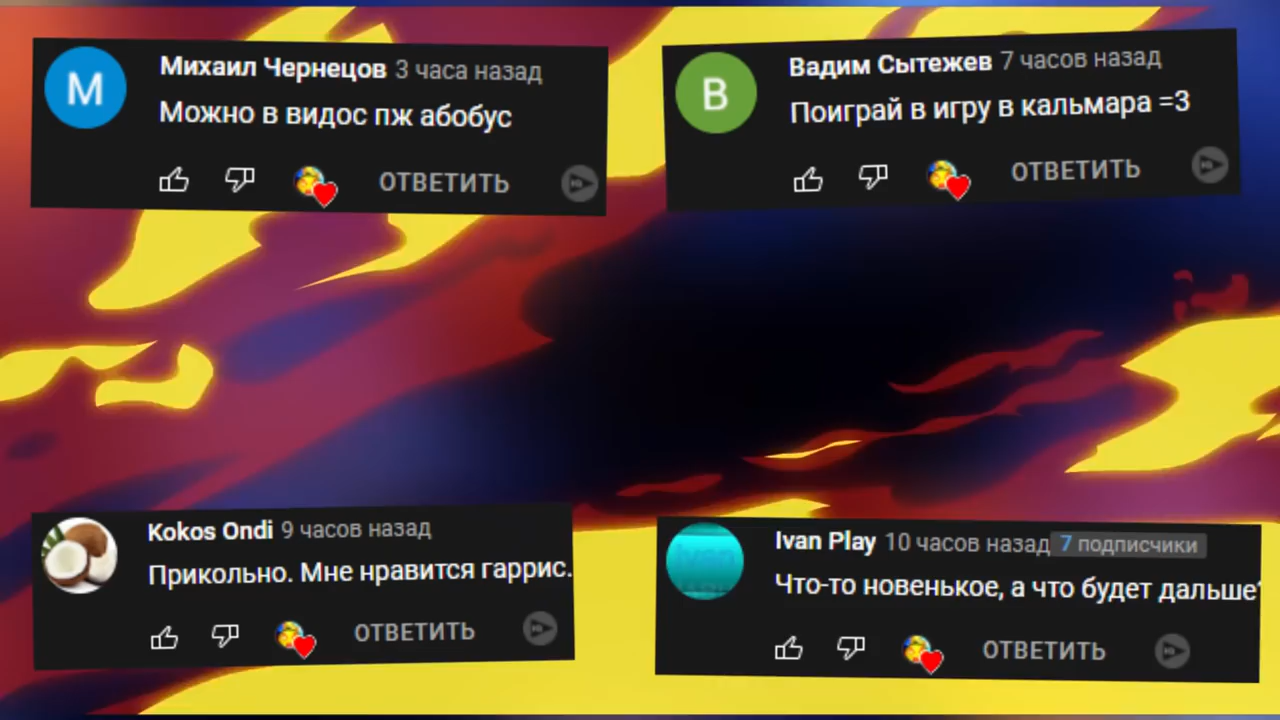 M
Михаил Чернецов 3 часа назад
Можно в видос пж абобус
ОТВЕТИТЬ
В
Вадим Сытежев 7 часов назад
Поиграй в игру в кальмара =3
ОТВЕТИТЬ
Kokos Ondi 9 часов назад
Прикольно. Мне нравится гаррис.
ОТВЕТИТЬ
Ivan
Ivan Play 10 часов назад 7 подписчики
Что-то новенькое, а что будет дальше?
ОТВЕТИТЬ